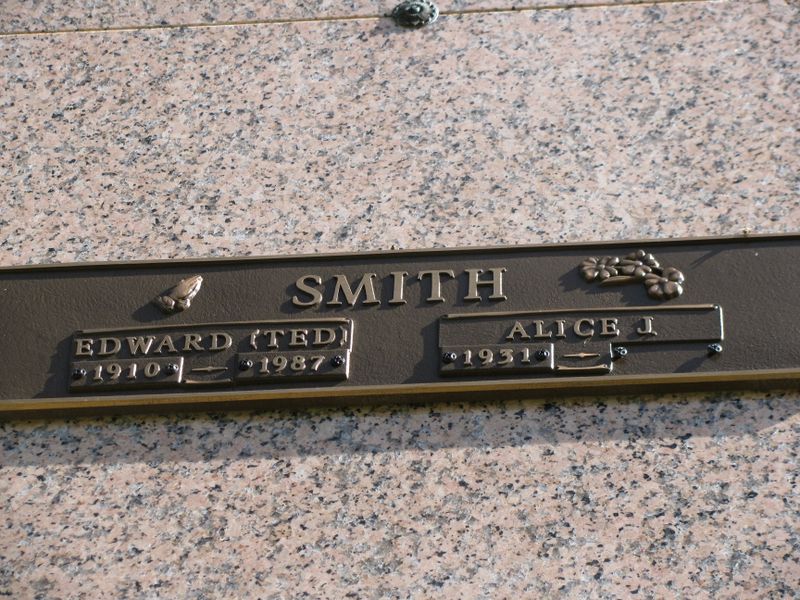 SMITH
EDWARD (TED)
1910 1987
ALICE J.
1931